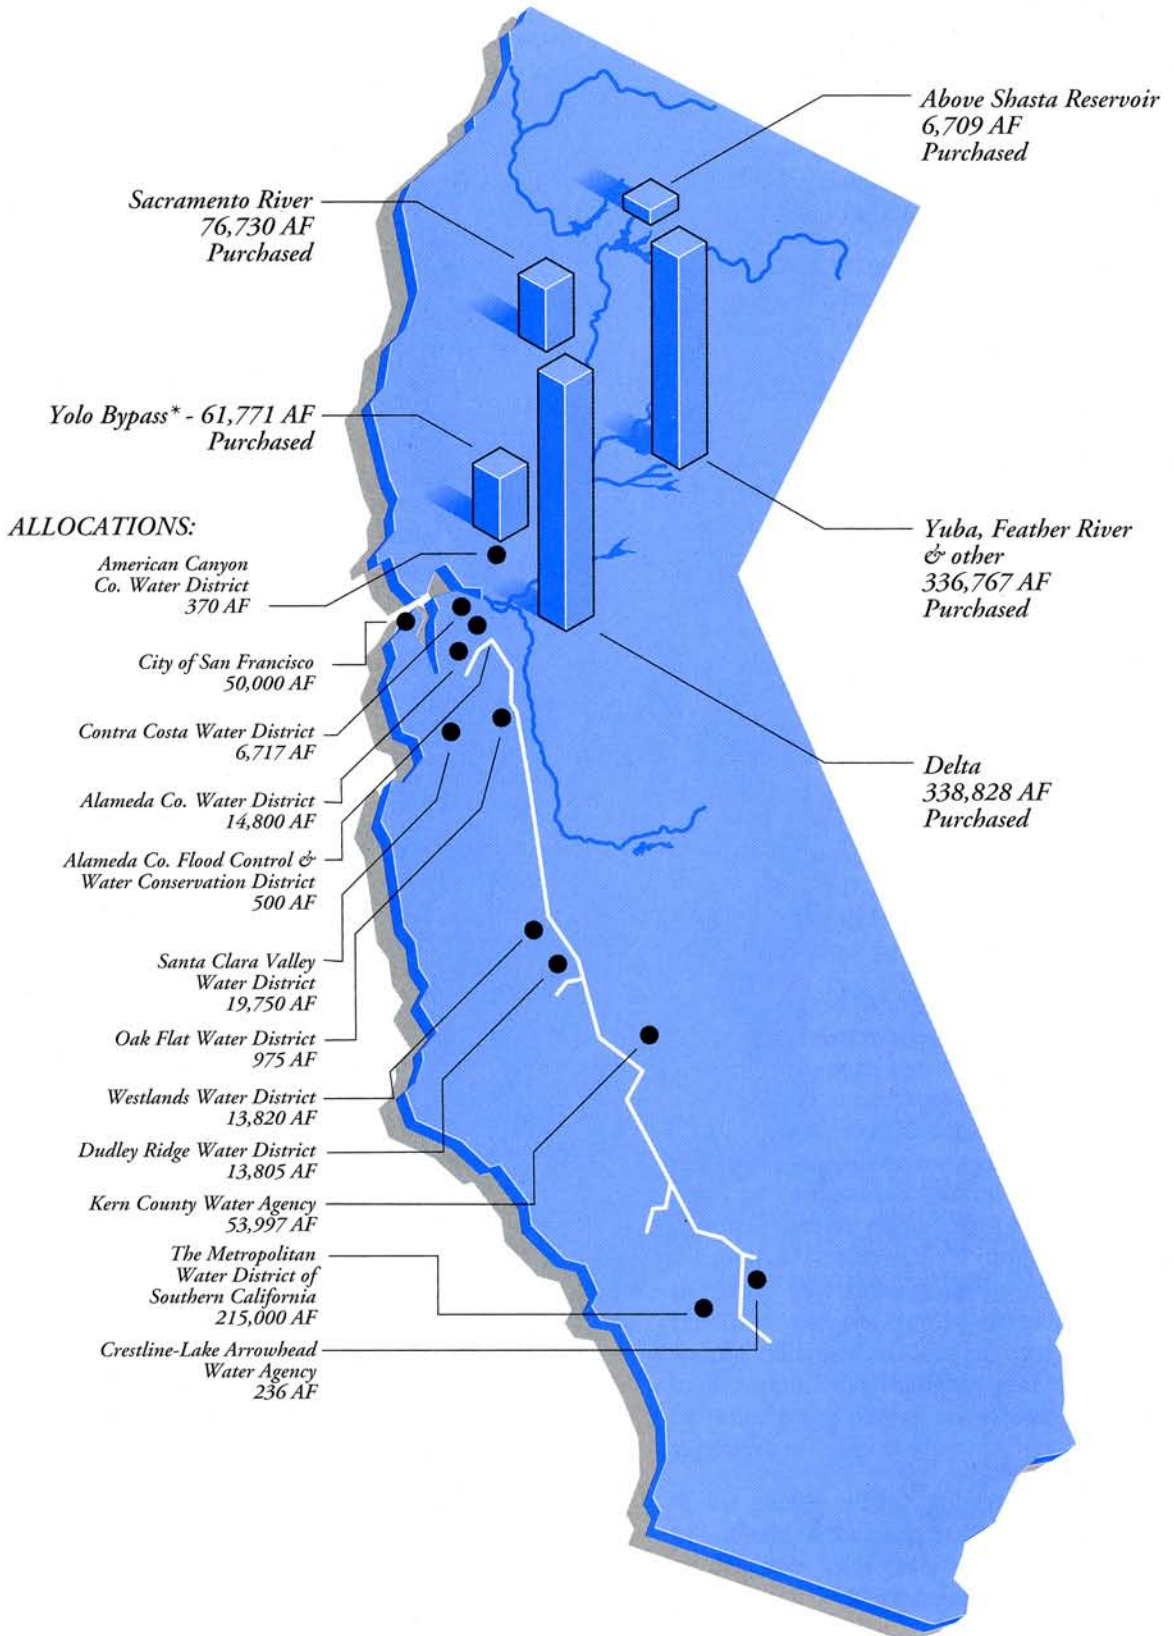 Above Shasta Reservoir
6,709 AF
Purchased
Sacramento River
76,730 AF
Purchased
Yolo Bypass* - 61,771 AF
Purchased
Yuba, Feather River
& other
336,767 AF
Purchased
Delta
338,828 AF
Purchased
ALLOCATIONS:
American Canyon
Co. Water District
370 AF
City of San Francisco
50,000 AF
Contra Costa Water District
6,717 AF
Alameda Co. Water District
14,800 AF
Alameda Co. Flood Control &
Water Conservation District
500 AF
Santa Clara Valley
Water District
19,750 AF
Oak Flat Water District
975 AF
Westlands Water District
13,820 AF
Dudley Ridge Water District
13,805 AF
Kern County Water Agency
53,997 AF
The Metropolitan
Water District of
Southern California
215,000 AF
Crestline-Lake Arrowhead
Water Agency
236 AF